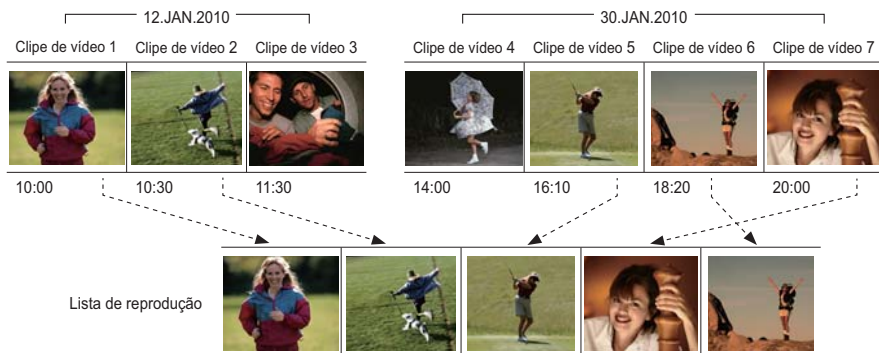 12.JAN.2010 30.JAN.2010
Clipe de vídeo 1 Clipe de vídeo 2 Clipe de vídeo 3 Clipe de vídeo 4 Clipe de vídeo 5 Clipe de vídeo 6 Clipe de vídeo 7
10:00 10:30 11:30 14:00 16:10 18:20 20:00
Lista de reprodução